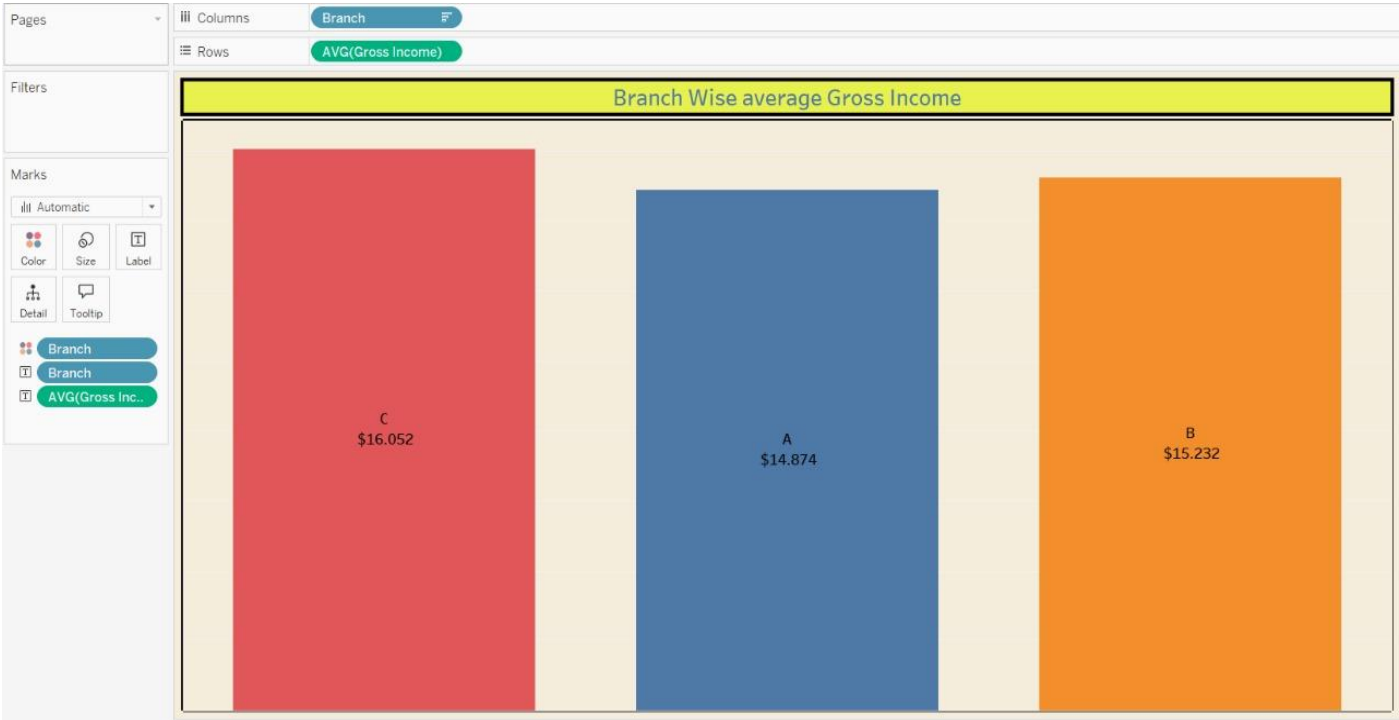 Pages
Columns
Branch
Rows
AVG(Gross Income)
Filters
Branch Wise average Gross Income
Marks
Automatic
Color Size Label
Detail Tooltip
Branch
Branch
AVG(Gross Inc..
C
$16.052
A
$14.874
B
$15.232